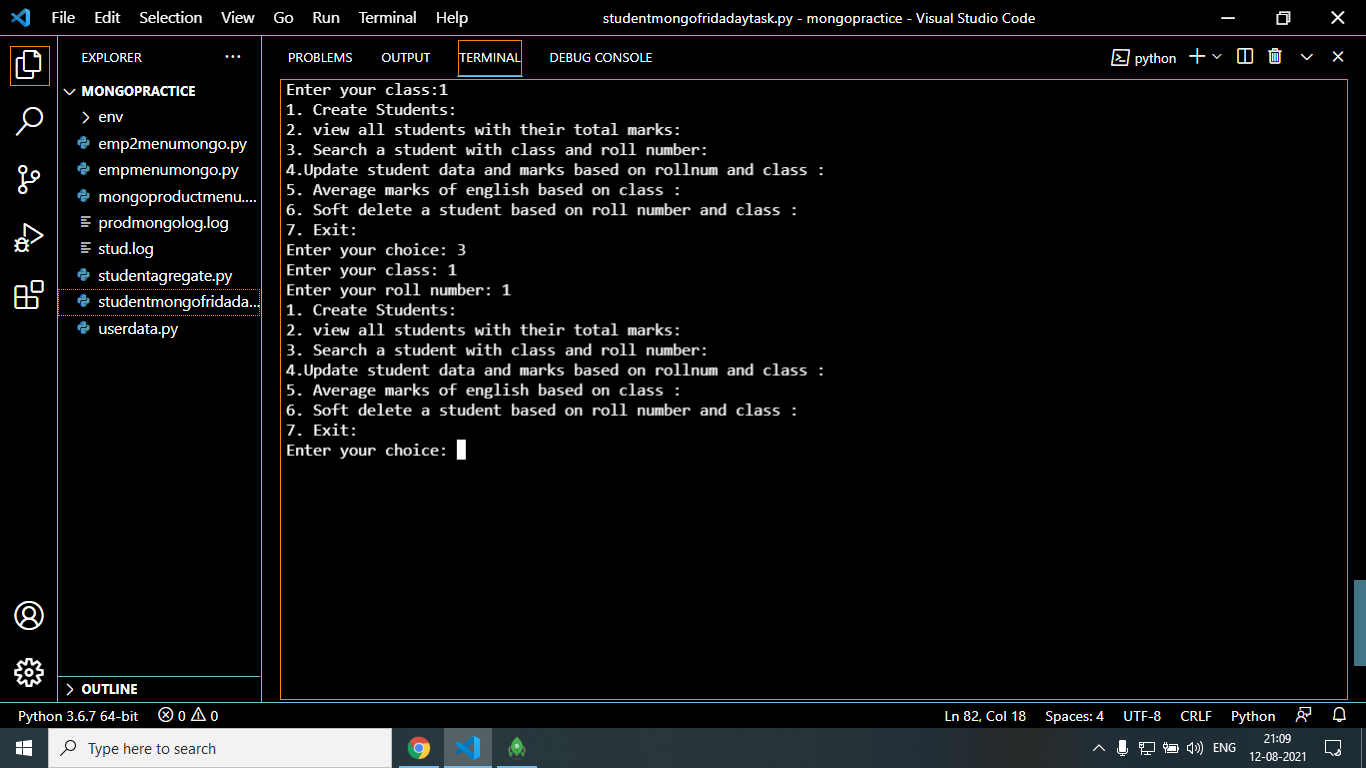 File Edit Selection View Go Run Terminal Help
studentmongofridadaytask.py - mongopractice - Visual Studio Code
EXPLORER
MONGOPRACTICE
env
emp2menumongo.py
empmenumongo.py
mongoproductmenu....
prodmongolog.log
stud.log
studentagregate.py
studentmongofridada...
userdata.py
OUTLINE
PROBLEMS OUTPUT TERMINAL DEBUG CONSOLE
python
Enter your class:1
1. Create Students:
2. view all students with their total marks:
3. Search a student with class and roll number:
4.Update student data and marks based on rollnum and class :
5. Average marks of english based on class :
6. Soft delete a student based on roll number and class :
7. Exit:
Enter your choice: 3
Enter your class: 1
Enter your roll number: 1
1. Create Students:
2. view all students with their total marks:
3. Search a student with class and roll number:
4.Update student data and marks based on rollnum and class :
5. Average marks of english based on class :
6. Soft delete a student based on roll number and class :
7. Exit:
Enter your choice:
Python 3.6.7 64-bit 0 0 Ln 82, Col 18 Spaces: 4 UTF-8 CRLF Python
Type here to search
ENG
21:09
12-08-2021